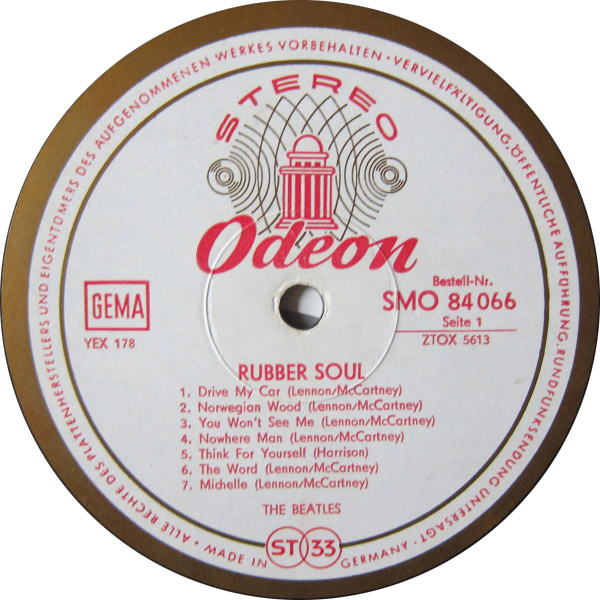 • ALLE RECHTE DES PLATTENHERSTELLERS UND EIGENTÜMERS DES AUFGENOMMENEN WERKES VORBEHALTEN • VERVIELFÄLTIGUNG, ÖFFENTLICHE AUFFÜHRUNG, RUNDFUNKSENDUNG UNTERSAGT •
STEREO
Odeon
GEMA
YEX 178
Bestell-Nr.
SMO 84 066
Seite 1
ZTOX 5613
RUBBER SOUL
1. Drive My Car (Lennon/McCartney)
2. Norwegian Wood (Lennon/McCartney)
3. You Won't See Me (Lennon/McCartney)
4. Nowhere Man (Lennon/McCartney)
5. Think For Yourself (Harrison)
6. The Word (Lennon/McCartney)
7. Michelle (Lennon/McCartney)
THE BEATLES
MADE IN GERMANY
ST 33